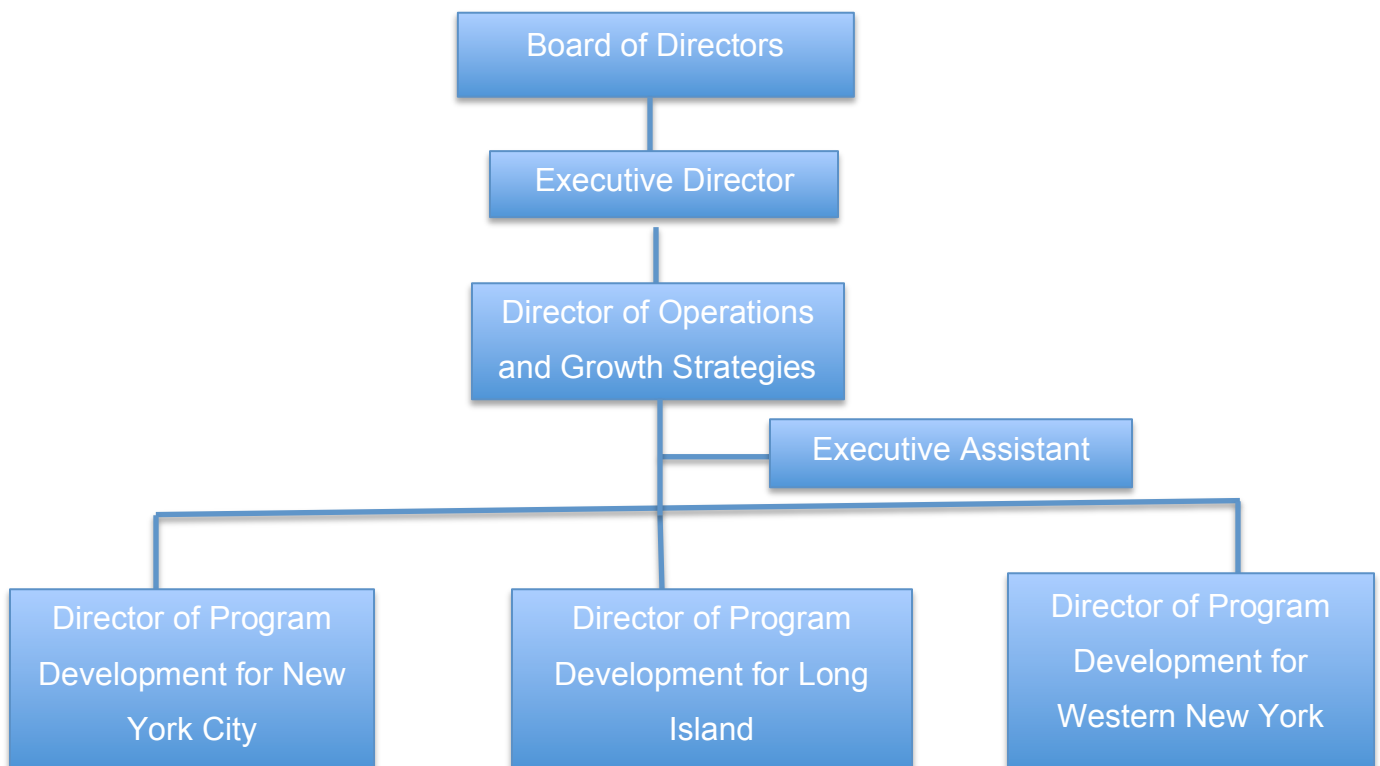 Board of Directors
Executive Director
Director of Operations
and Growth Strategies
Executive Assistant
Director of Program
Development for New
York City
Director of Program
Development for Long
Island
Director of Program
Development for
Western New York